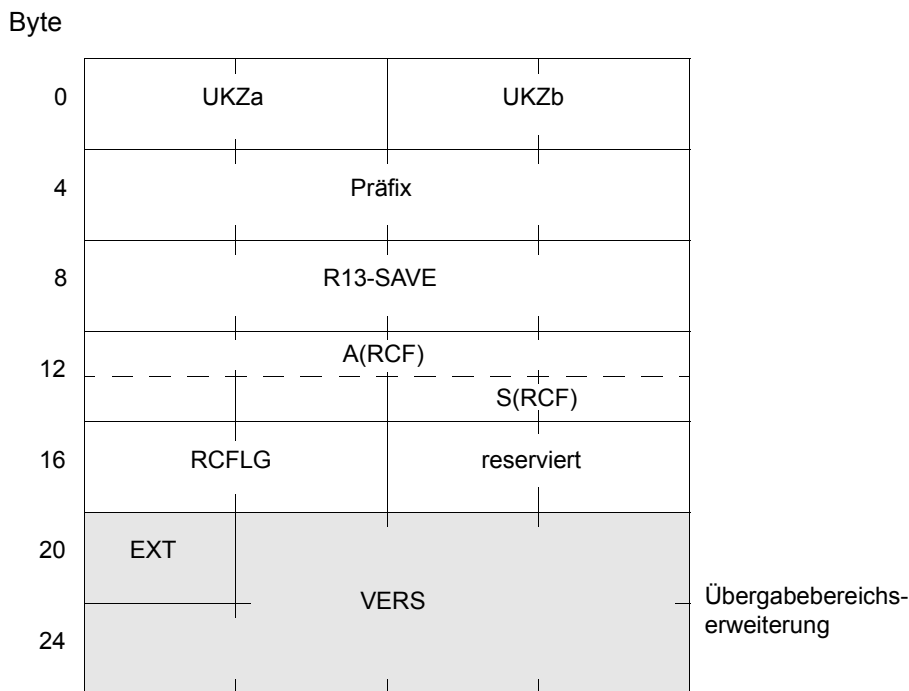 Byte
0 UKZa UKZb
4 Präfix
8 R13-SAVE
A(RCF)
12
S(RCF)
16 RCFLG reserviert
20 EXT
VERS Übergabebereichs-
erweiterung
24